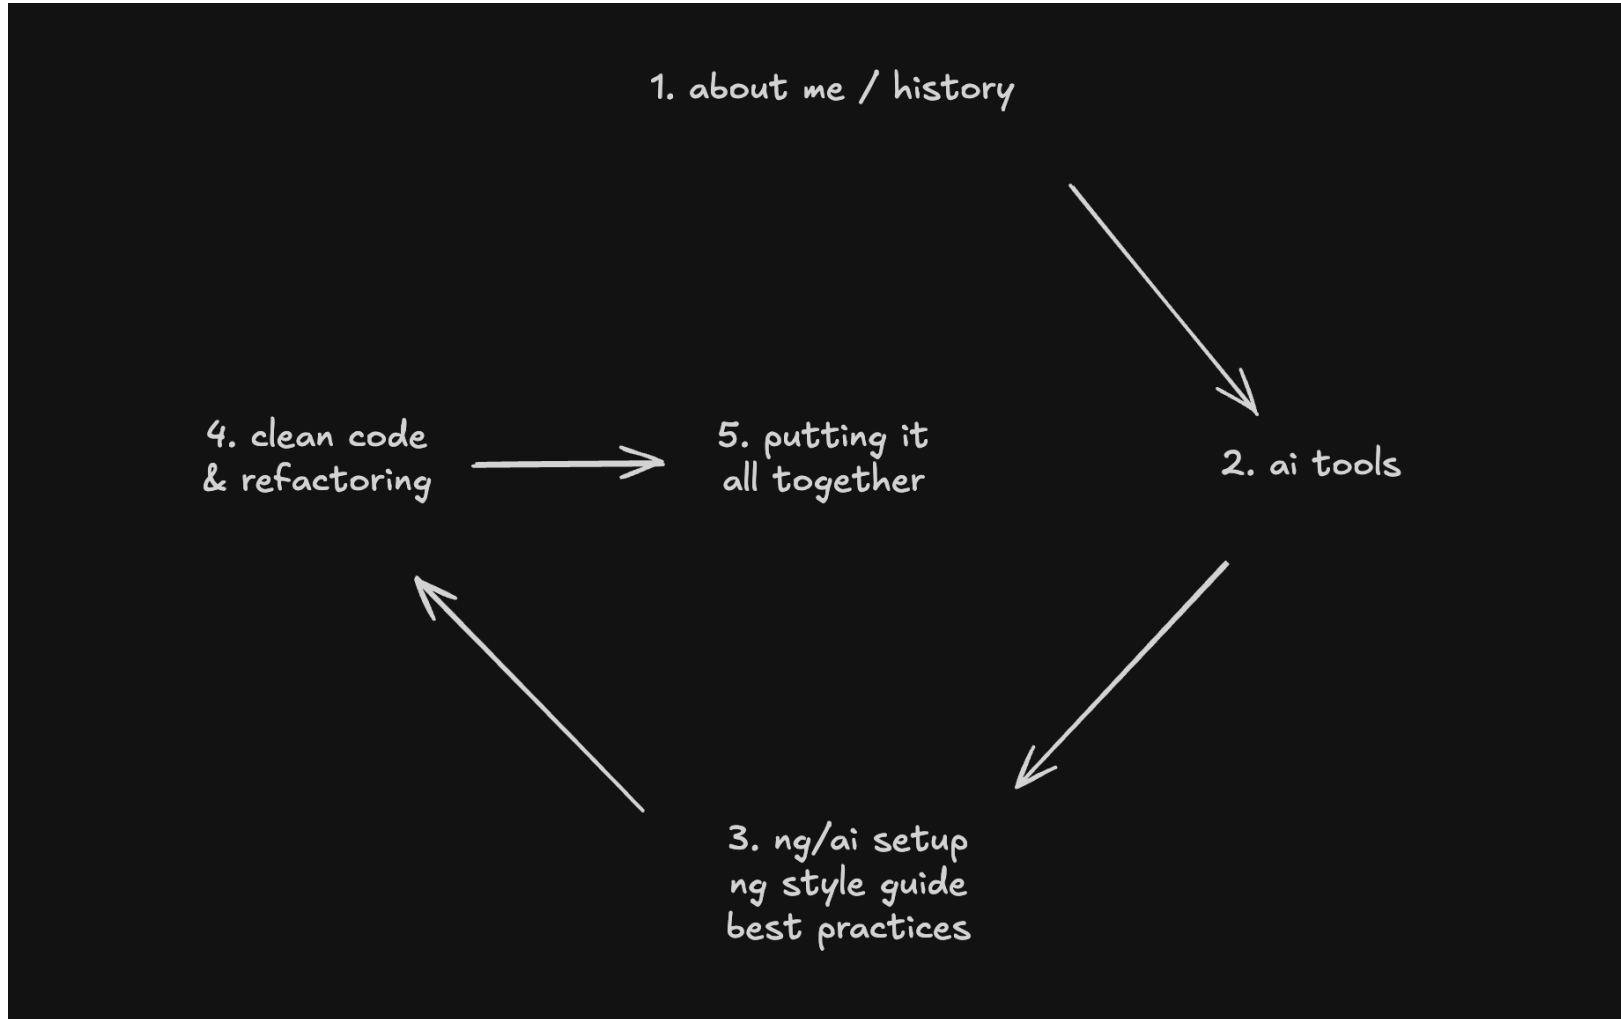 1. about me / history
2. ai tools
3. ng/ai setup
ng style guide
best practices
4. clean code
& refactoring
5. putting it
all together